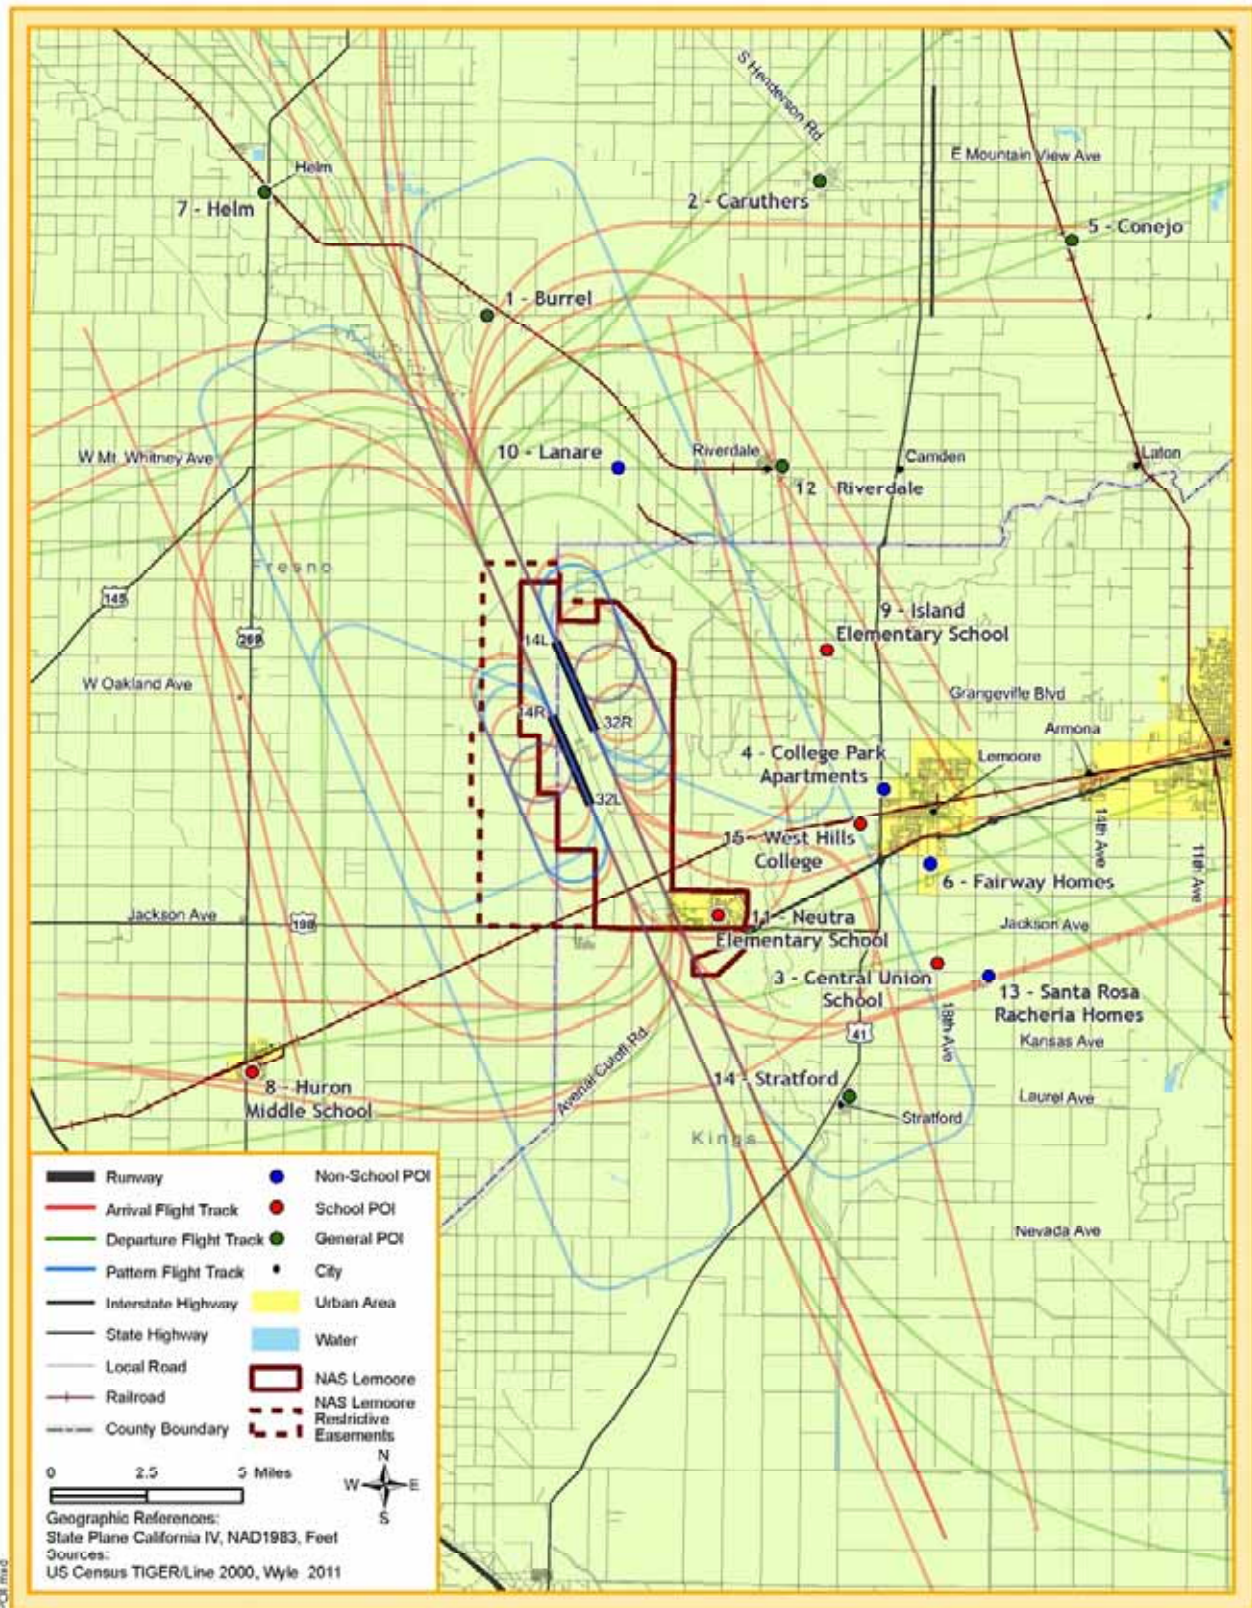 S Henderson Rd
E Mountain View Ave
Helm
7 - Helm
2 - Caruthers
5 - Conejo
1 - Burrel
W Mt. Whitney Ave
10 - Lanare
Riverdale
Camden
Laton
12 - Riverdale
Fresno
145
269
9 - Island
Elementary School
14L
W Oakland Ave
Grangeville Blvd
14R
32R
Armona
4 - College Park
Apartments
Lemoore
32L
15 - West Hills
College
14th Ave
11th Ave
6 - Fairway Homes
Jackson Ave
198
11 - Neutra
Elementary School
Jackson Ave
3 - Central Union
School
13 - Santa Rosa
Racheria Homes
18th Ave
41
Kansas Ave
Avenal Cutoff Rd
8 - Huron
Middle School
14 - Stratford
Stratford
Laurel Ave
Kings
Nevada Ave
Runway
Arrival Flight Track
Departure Flight Track
Pattern Flight Track
Interstate Highway
State Highway
Local Road
Railroad
County Boundary
Non-School POI
School POI
General POI
City
Urban Area
Water
NAS Lemoore
NAS Lemoore
Restrictive
Easements
0 2.5 5 Miles
N
W E
S
Geographic References:
State Plane California IV, NAD1983, Feet
Sources:
US Census TIGER/Line 2000, Wyle 2011